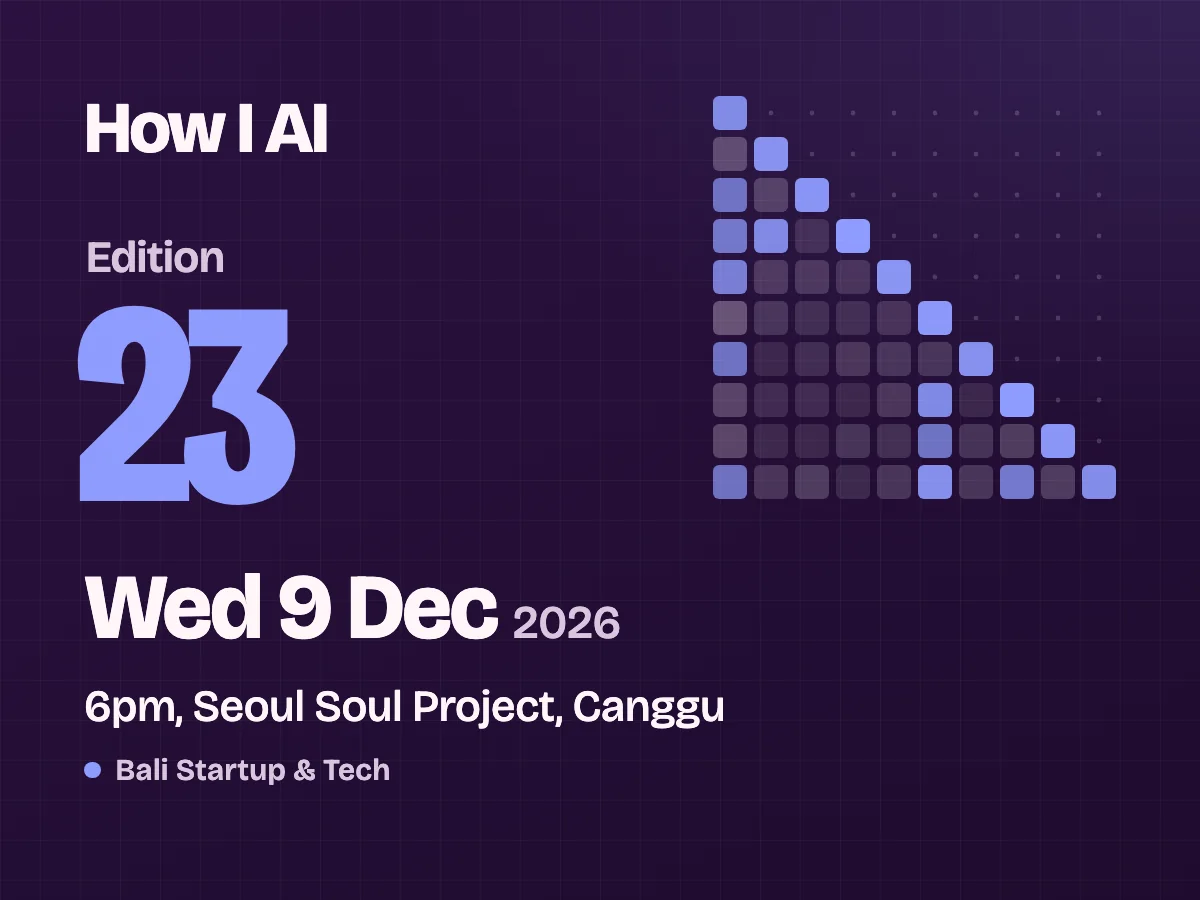 How I AI
Edition
23
Wed 9 Dec 2026
6pm, Seoul Soul Project, Canggu
Bali Startup & Tech